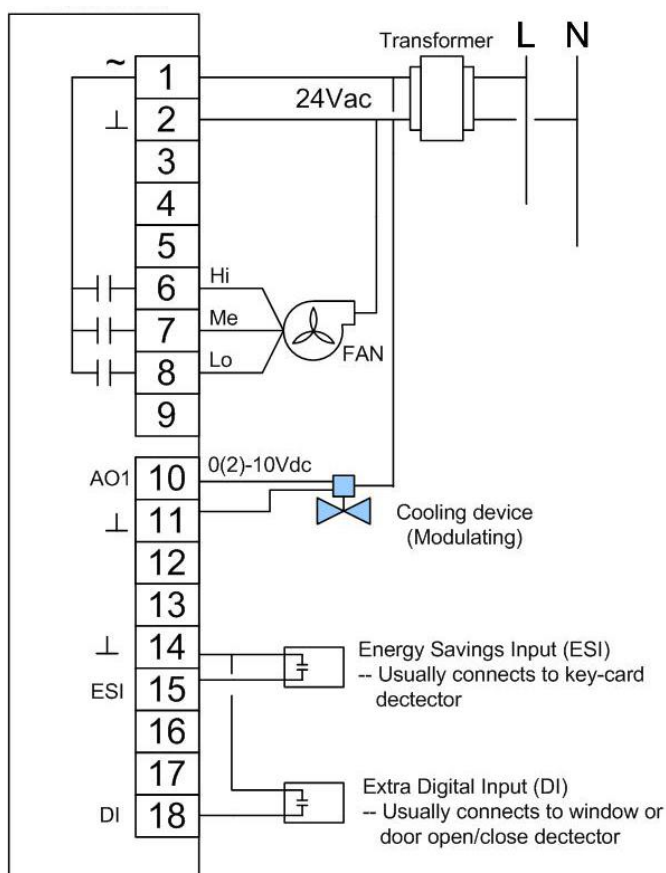 Transformer
L N
~ 1
24Vac
⊥ 2
3
4
5
6 Hi
7 Me
8 Lo
FAN
9
AO1 10 0(2)-10Vdc
⊥ 11
Cooling device
(Modulating)
12
13
⊥ 14
Energy Savings Input (ESI)
ESI 15
-- Usually connects to key-card
dectector
16
17
Extra Digital Input (DI)
DI 18
-- Usually connects to window or
door open/close dectector